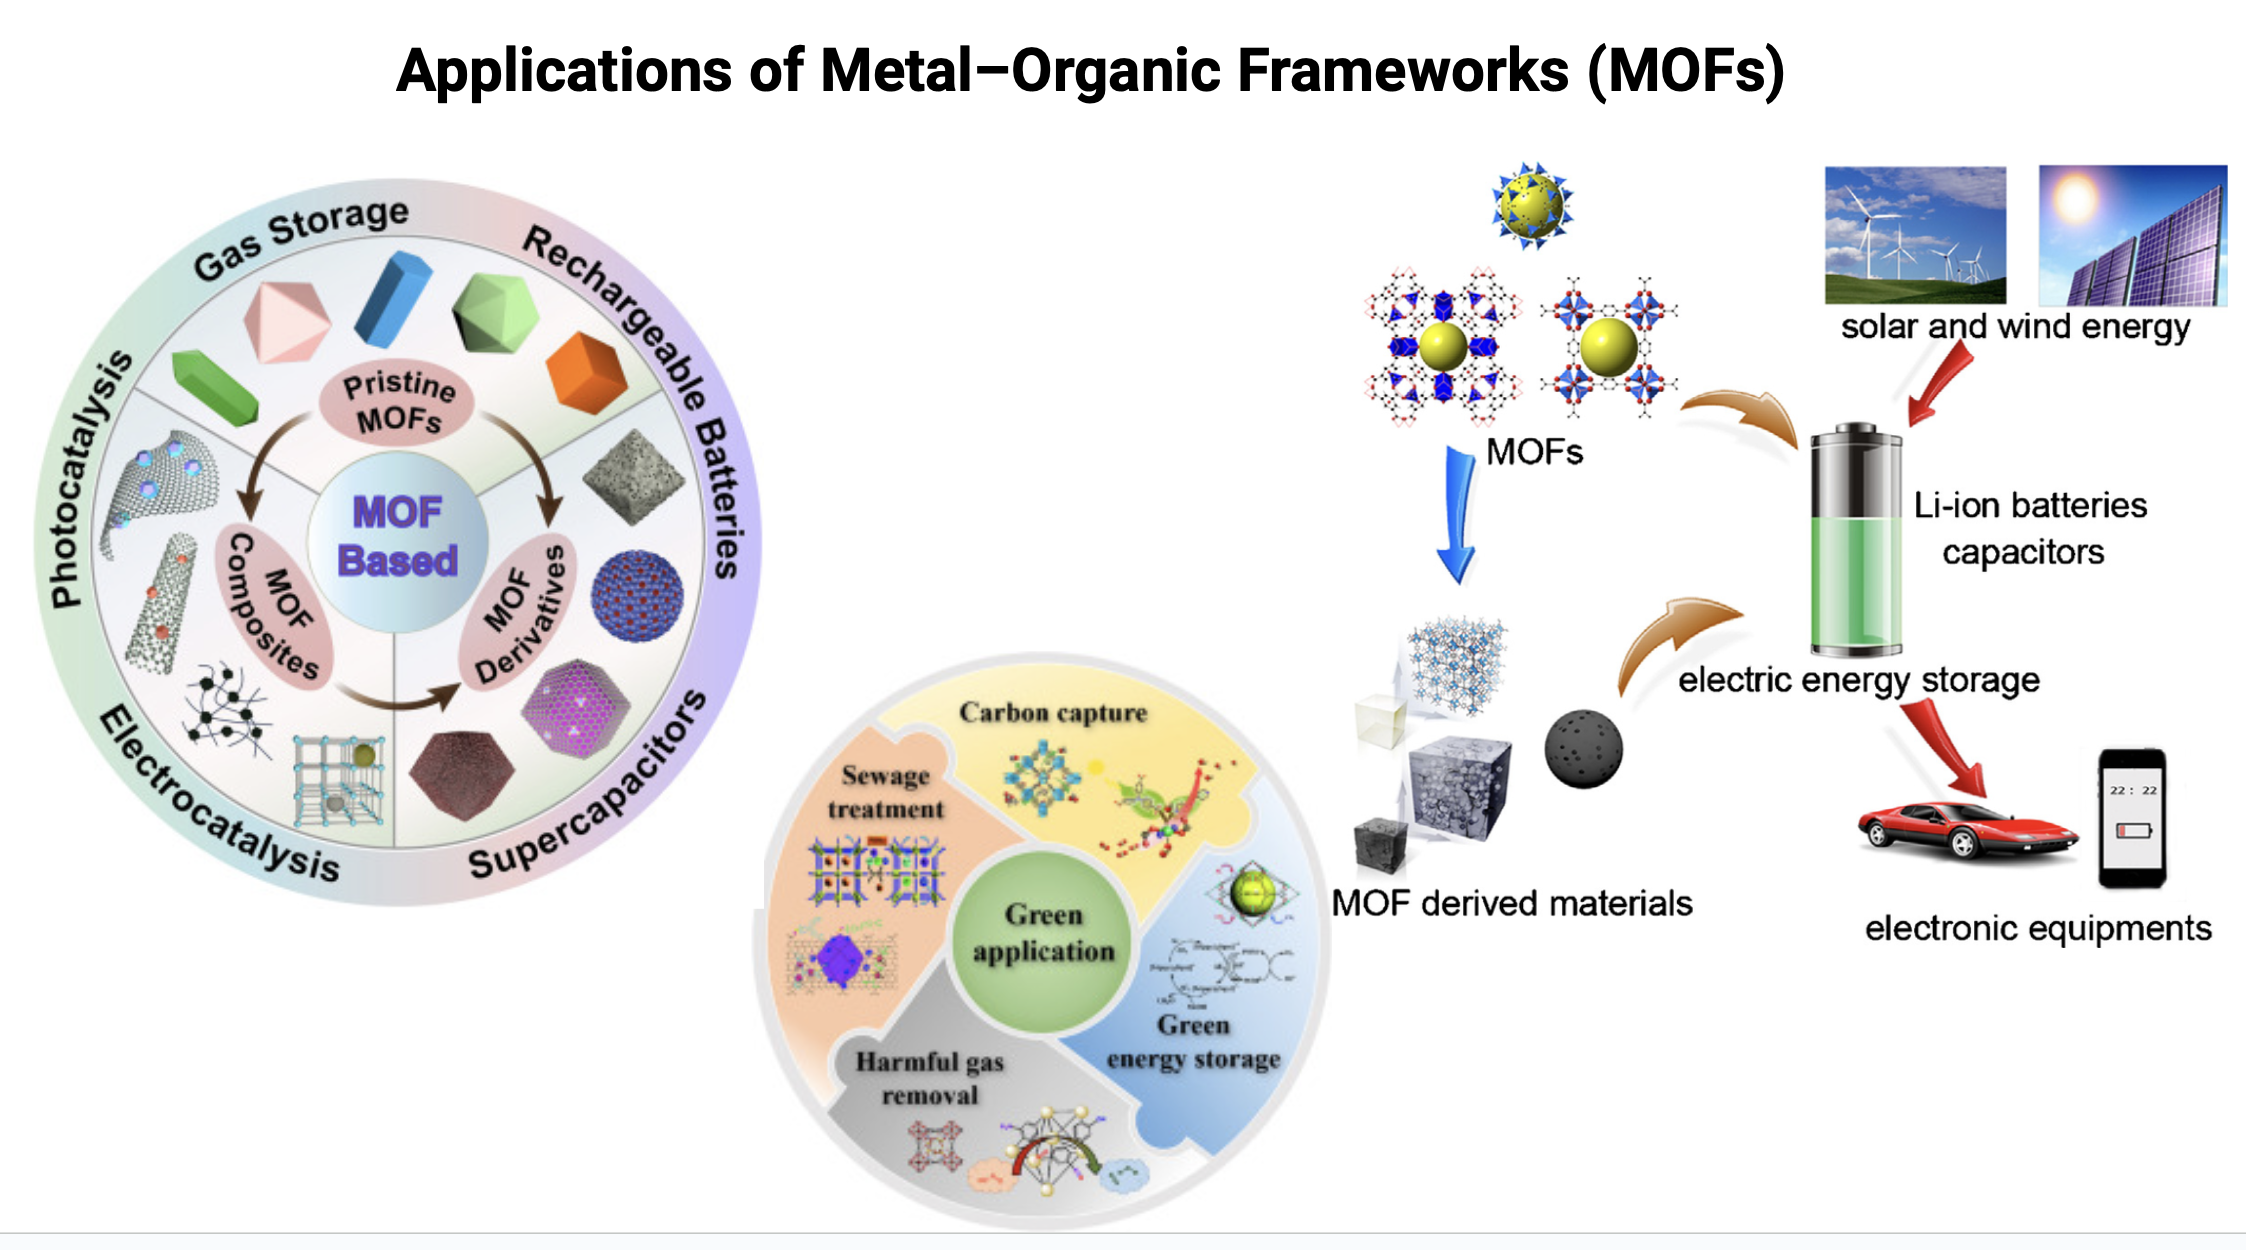 Applications of Metal–Organic Frameworks (MOFs)
Gas Storage
Rechargeable Batteries
Supercapacitors
Electrocatalysis
Photocatalysis
Pristine
MOFs
MOF
Based
MOF
Composites
MOF
Derivatives
Carbon capture
Sewage
treatment
Green
application
Green
energy storage
Harmful gas
removal
MOFs
solar and wind energy
Li-ion batteries
capacitors
electric energy storage
MOF derived materials
22 : 22
electronic equipments